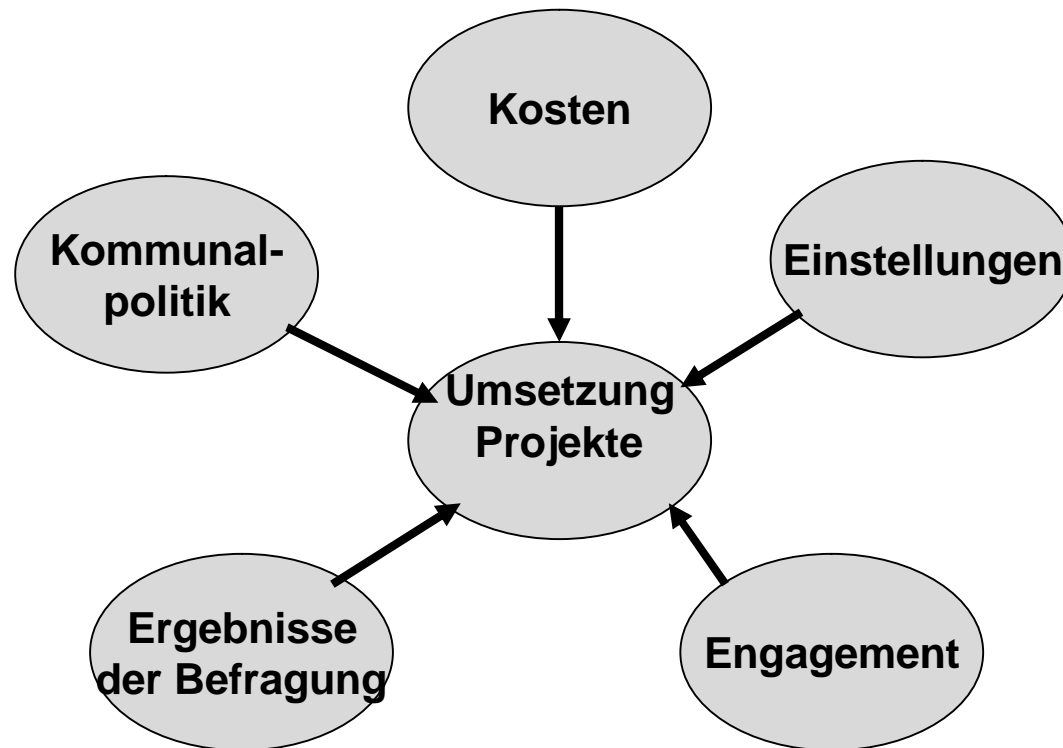 Kosten
Kommunal-
politik
Einstellungen
Umsetzung
Projekte
Ergebnisse
der Befragung
Engagement